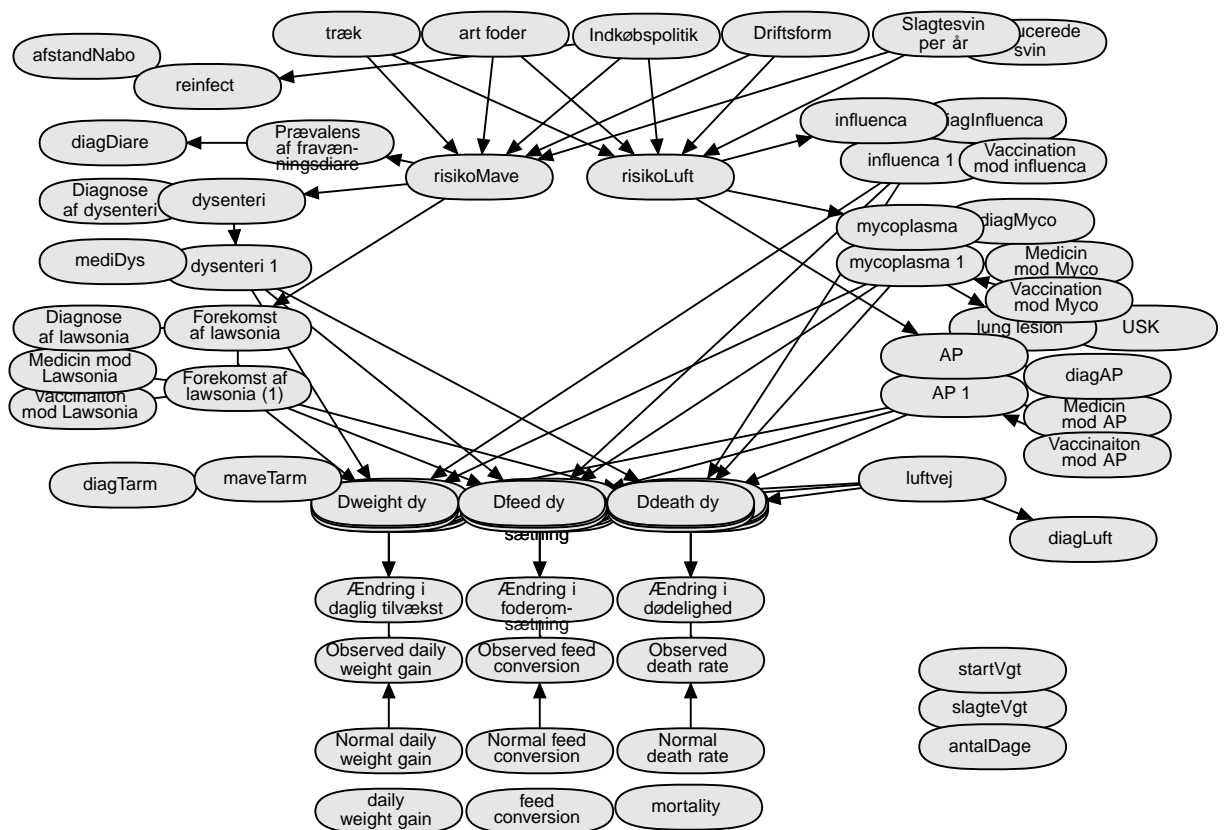 træk
art foder
Indkøbspolitik
Driftsform
Slagtesvin
per år
ucerede
svin
afstandNabo
reinfect
influenca
iagInfluenca
diagDiare
Prævalens
af fravæn-
ningsdiare
risikoMave
risikoLuft
influenca 1
Vaccination
mod influenca
Diagnose
af dysenteri
dysenteri
mycoplasma
diagMyco
mediDys
dysenteri 1
mycoplasma 1
Medicin
mod Myco
Vaccination
mod Myco
Diagnose
af lawsonia
Forekomst
af lawsonia
lung lesion
USK
Medicin mod
Lawsonia
AP
Forekomst af
lawsonia (1)
diagAP
Vaccinaiton
mod Lawsonia
AP 1
Medicin
mod AP
Vaccinaiton
mod AP
diagTarm
maveTarm
luftvej
Dweight dy
Dfeed dy
Ddeath dy
sætning
diagLuft
Ændring i
daglig tilvækst
Ændring i
foderom-
sætning
Ændring i
dødelighed
Observed daily
weight gain
Observed feed
conversion
Observed
death rate
startVgt
slagteVgt
antalDage
Normal daily
weight gain
Normal feed
conversion
Normal
death rate
daily
weight gain
feed
conversion
mortality